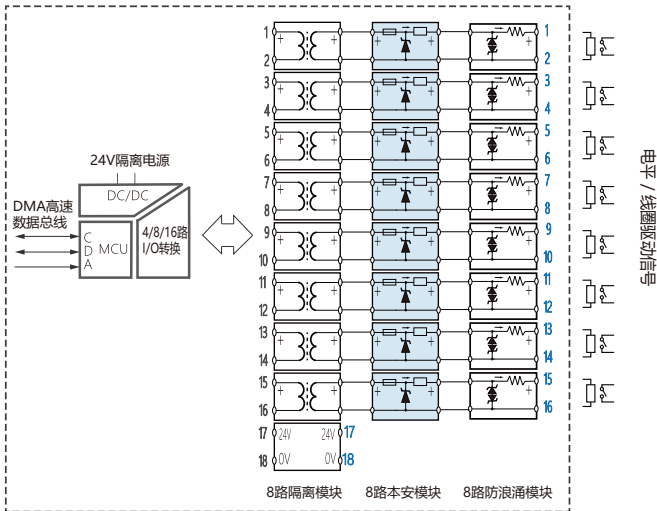 24V隔离电源
DC/DC
DMA高速
数据总线
C
D
A
MCU
4/8/16路
I/O转换
1
2
3
4
5
6
7
8
9
10
11
12
13
14
15
16
17 24V 24V 17
18 0V 0V 18
1
2
3
4
5
6
7
8
9
10
11
12
13
14
15
16
8路隔离模块
8路本安模块
8路防浪涌模块
电平 / 线圈驱动信号